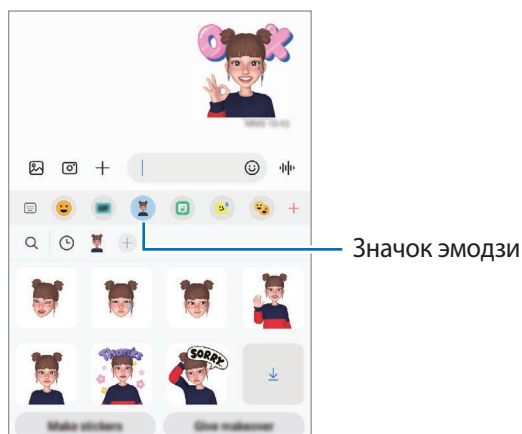 OK
Значок эмодзи
Thanks
SORRY
Make stickers
Give makeover